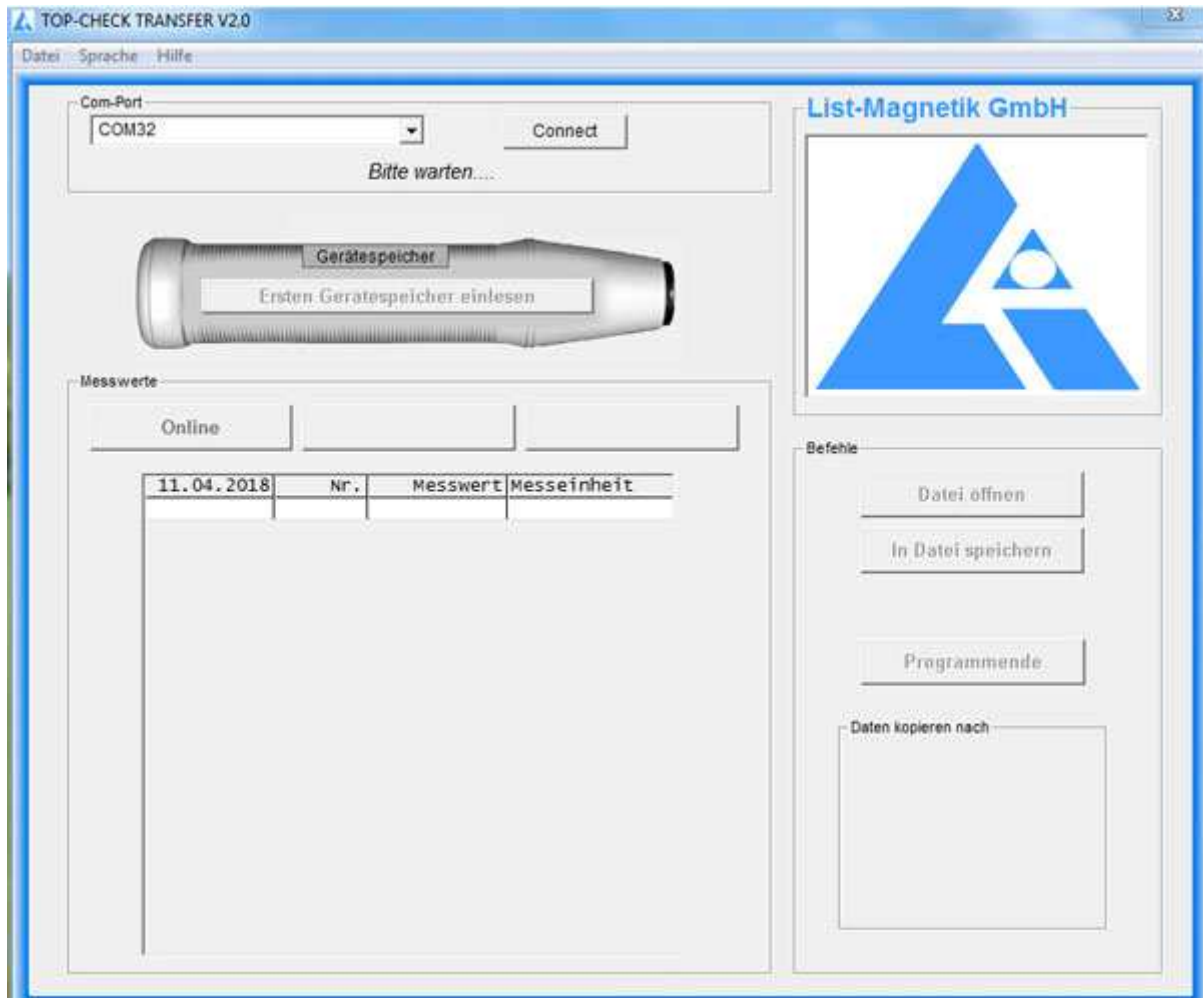 TOP-CHECK TRANSFER V2.0
Datei Sprache Hilfe
Com-Port
COM32
Connect
Bitte warten....
List-Magnetik GmbH
Gerätespeicher
Ersten Gerätespeicher einlesen
Messwerte
Online
11.04.2018 Nr. Messwert Messeinheit
Befehle
Datei öffnen
In Datei speichern
Programmende
Daten kopieren nach